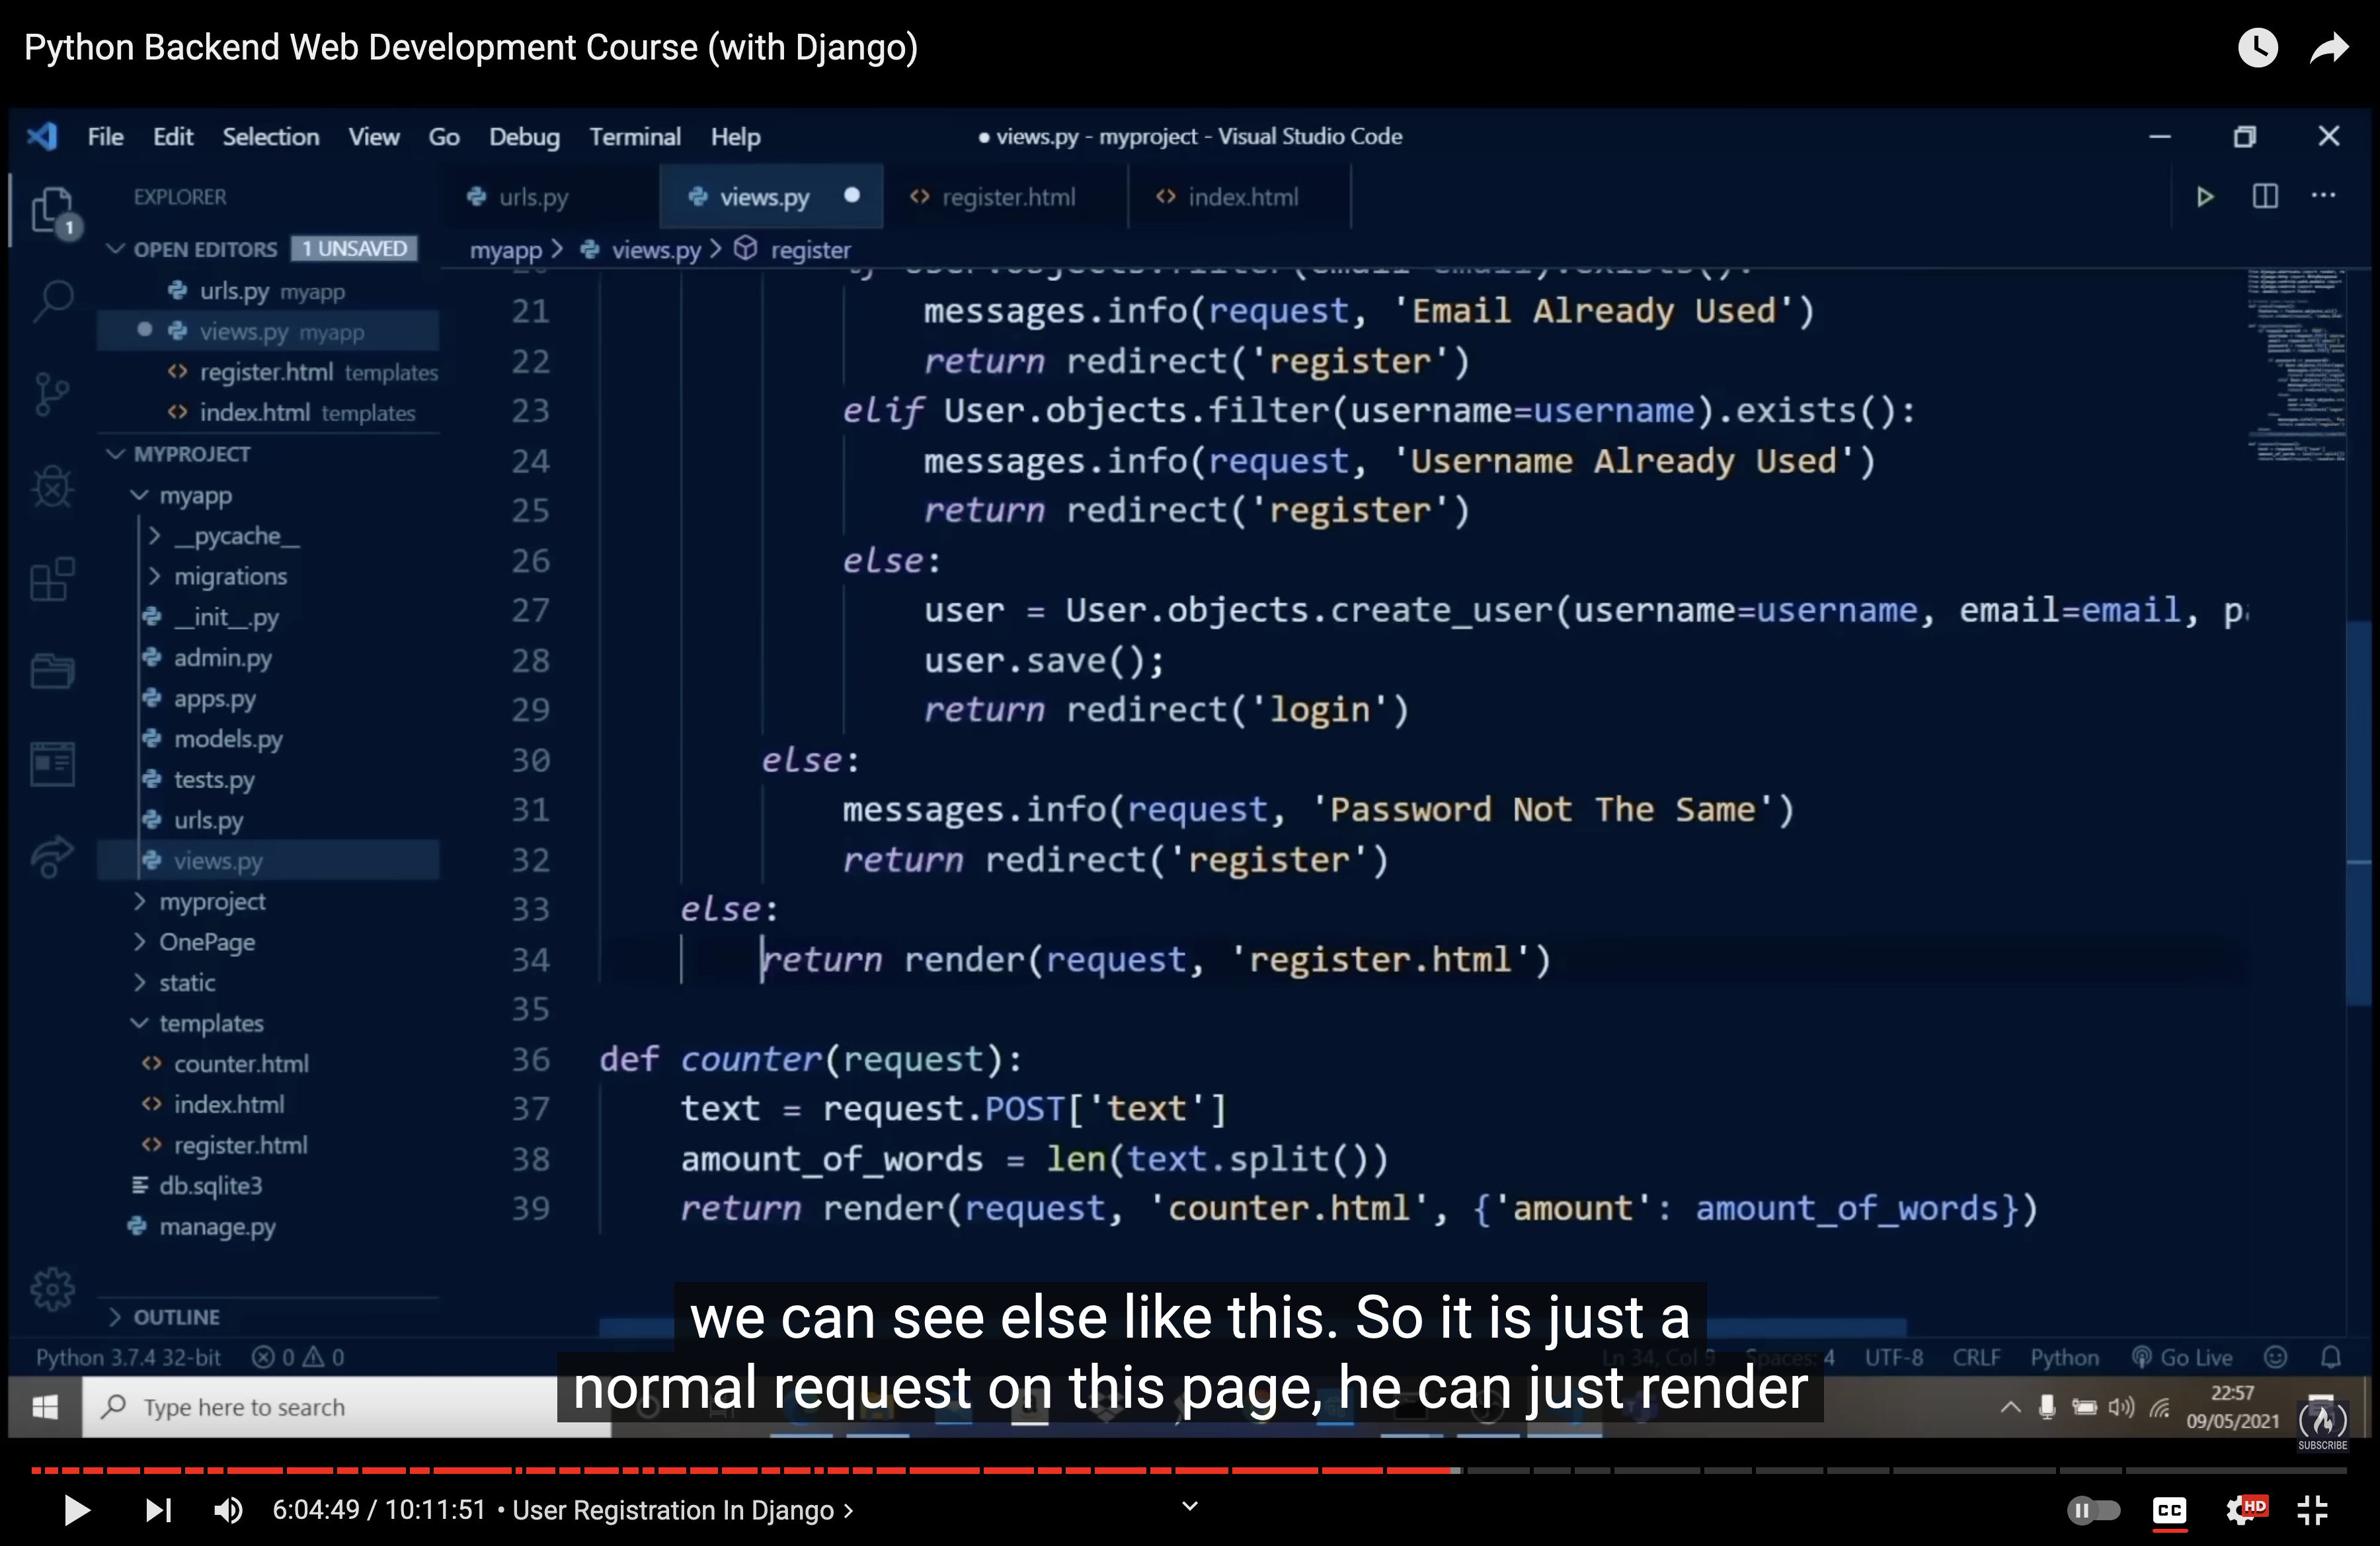 Python Backend Web Development Course (with Django)
File Edit Selection View Go Debug Terminal Help
● views.py - myproject - Visual Studio Code
EXPLORER
1
OPEN EDITORS 1 UNSAVED
urls.py myapp
views.py myapp
register.html templates
index.html templates
MYPROJECT
myapp
__pycache__
migrations
__init__.py
admin.py
apps.py
models.py
tests.py
urls.py
views.py
myproject
OnePage
static
templates
counter.html
index.html
register.html
db.sqlite3
manage.py
OUTLINE
urls.py views.py register.html index.html
myapp > views.py > register
21 messages.info(request, 'Email Already Used')
22 return redirect('register')
23 elif User.objects.filter(username=username).exists():
24 messages.info(request, 'Username Already Used')
25 return redirect('register')
26 else:
27 user = User.objects.create_user(username=username, email=email,
28 user.save();
29 return redirect('login')
30 else:
31 messages.info(request, 'Password Not The Same')
32 return redirect('register')
33 else:
34 return render(request, 'register.html')
35
36 def counter(request):
37 text = request.POST['text']
38 amount_of_words = len(text.split())
39 return render(request, 'counter.html', {'amount': amount_of_words})
we can see else like this. So it is just a
normal request on this page, he can just render
Python 3.7.4 32-bit 0 0 Ln 34, Col 9 Spaces: 4 UTF-8 CRLF Python Go Live
Type here to search
22:57
09/05/2021
SUBSCRIBE
6:04:49 / 10:11:51 • User Registration In Django >
CC HD